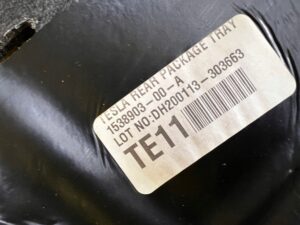 TESLA REAR PACKAGE TRAY
1538903-00-A
LOT NO:DH200113-303663
TE11